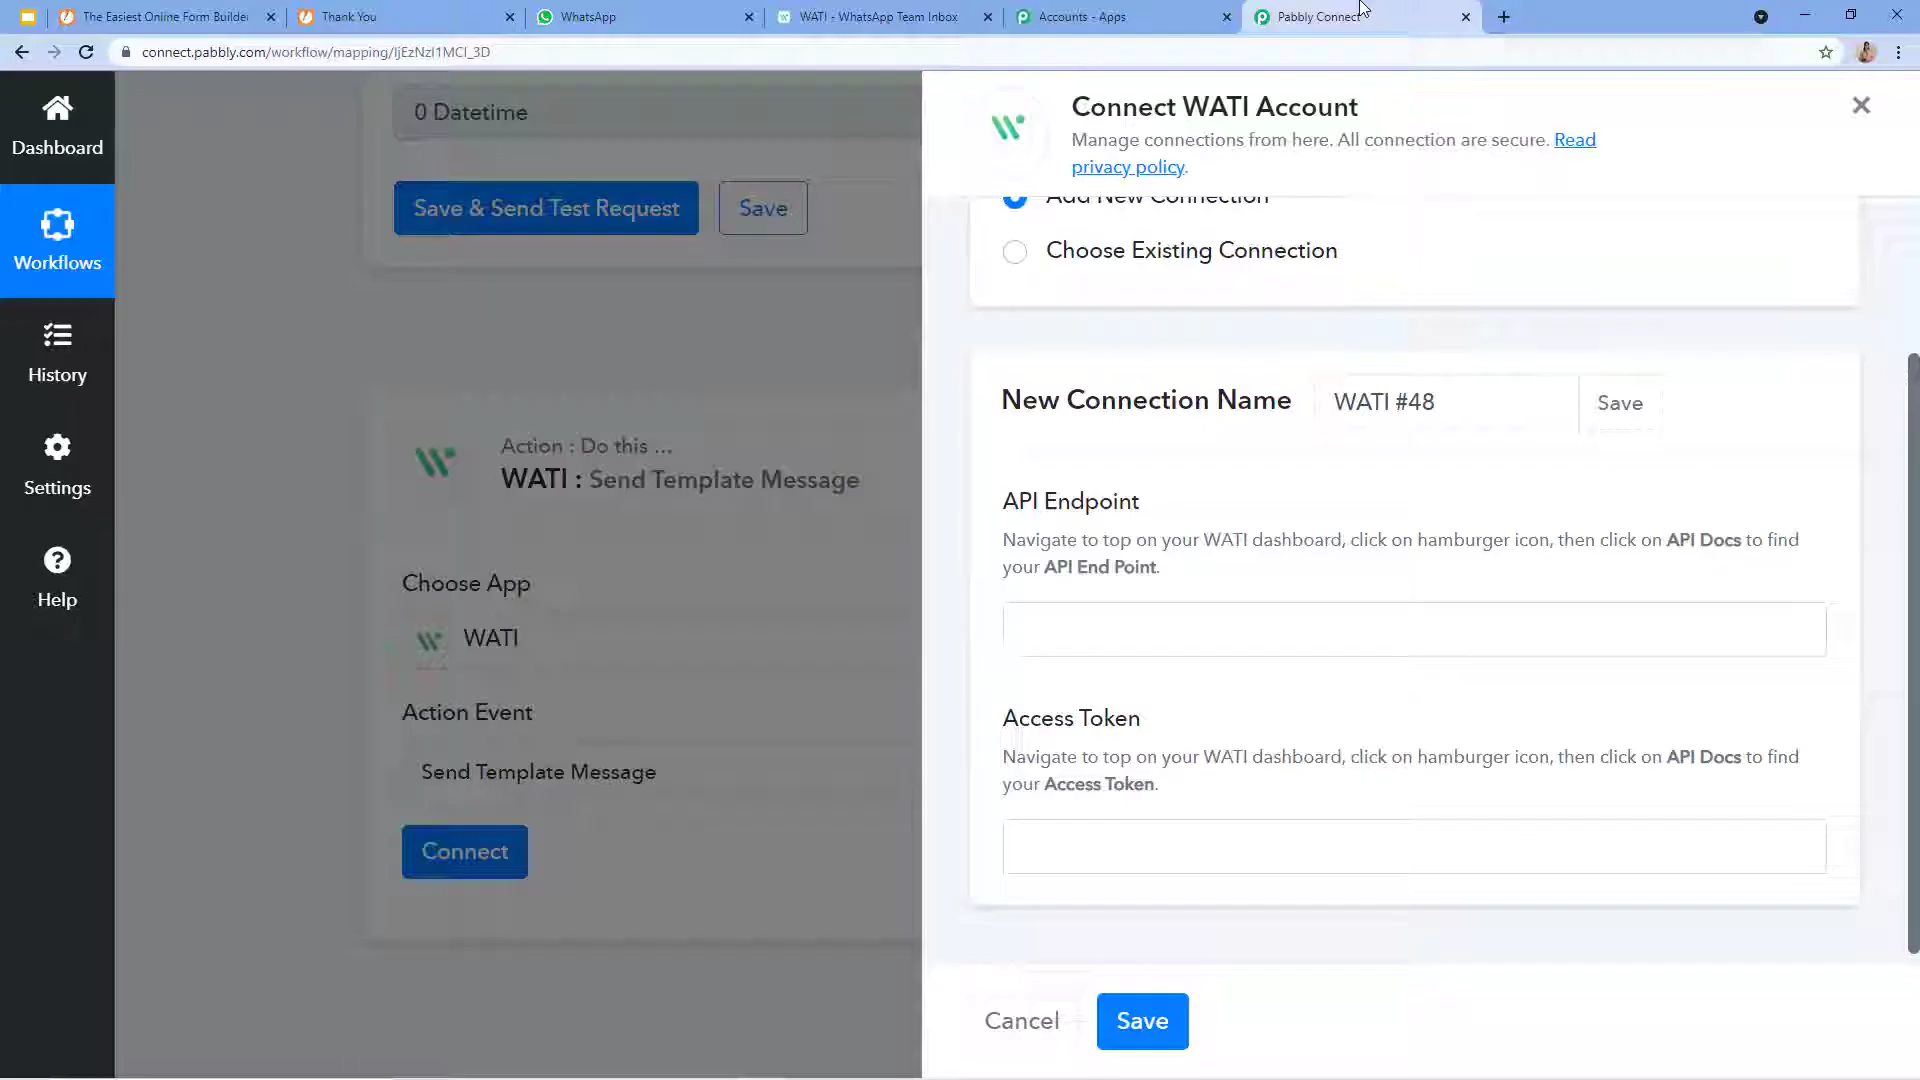 The Easiest Online Form Builder
Thank You
WhatsApp
WATI - WhatsApp Team Inbox
Accounts - Apps
Pabbly Connect
connect.pabbly.com/workflow/mapping/IjEzNzI1MCI_3D
Dashboard
Workflows
History
Settings
Help
0 Datetime
Save & Send Test Request
Save
Action : Do this ...
WATI : Send Template Message
Choose App
WATI
Action Event
Send Template Message
Connect
Connect WATI Account
Manage connections from here. All connection are secure. Read
privacy policy.
Add New Connection
Choose Existing Connection
New Connection Name
WATI #48
Save
API Endpoint
Navigate to top on your WATI dashboard, click on hamburger icon, then click on API Docs to find
your API End Point.
Access Token
Navigate to top on your WATI dashboard, click on hamburger icon, then click on API Docs to find
your Access Token.
Cancel
Save